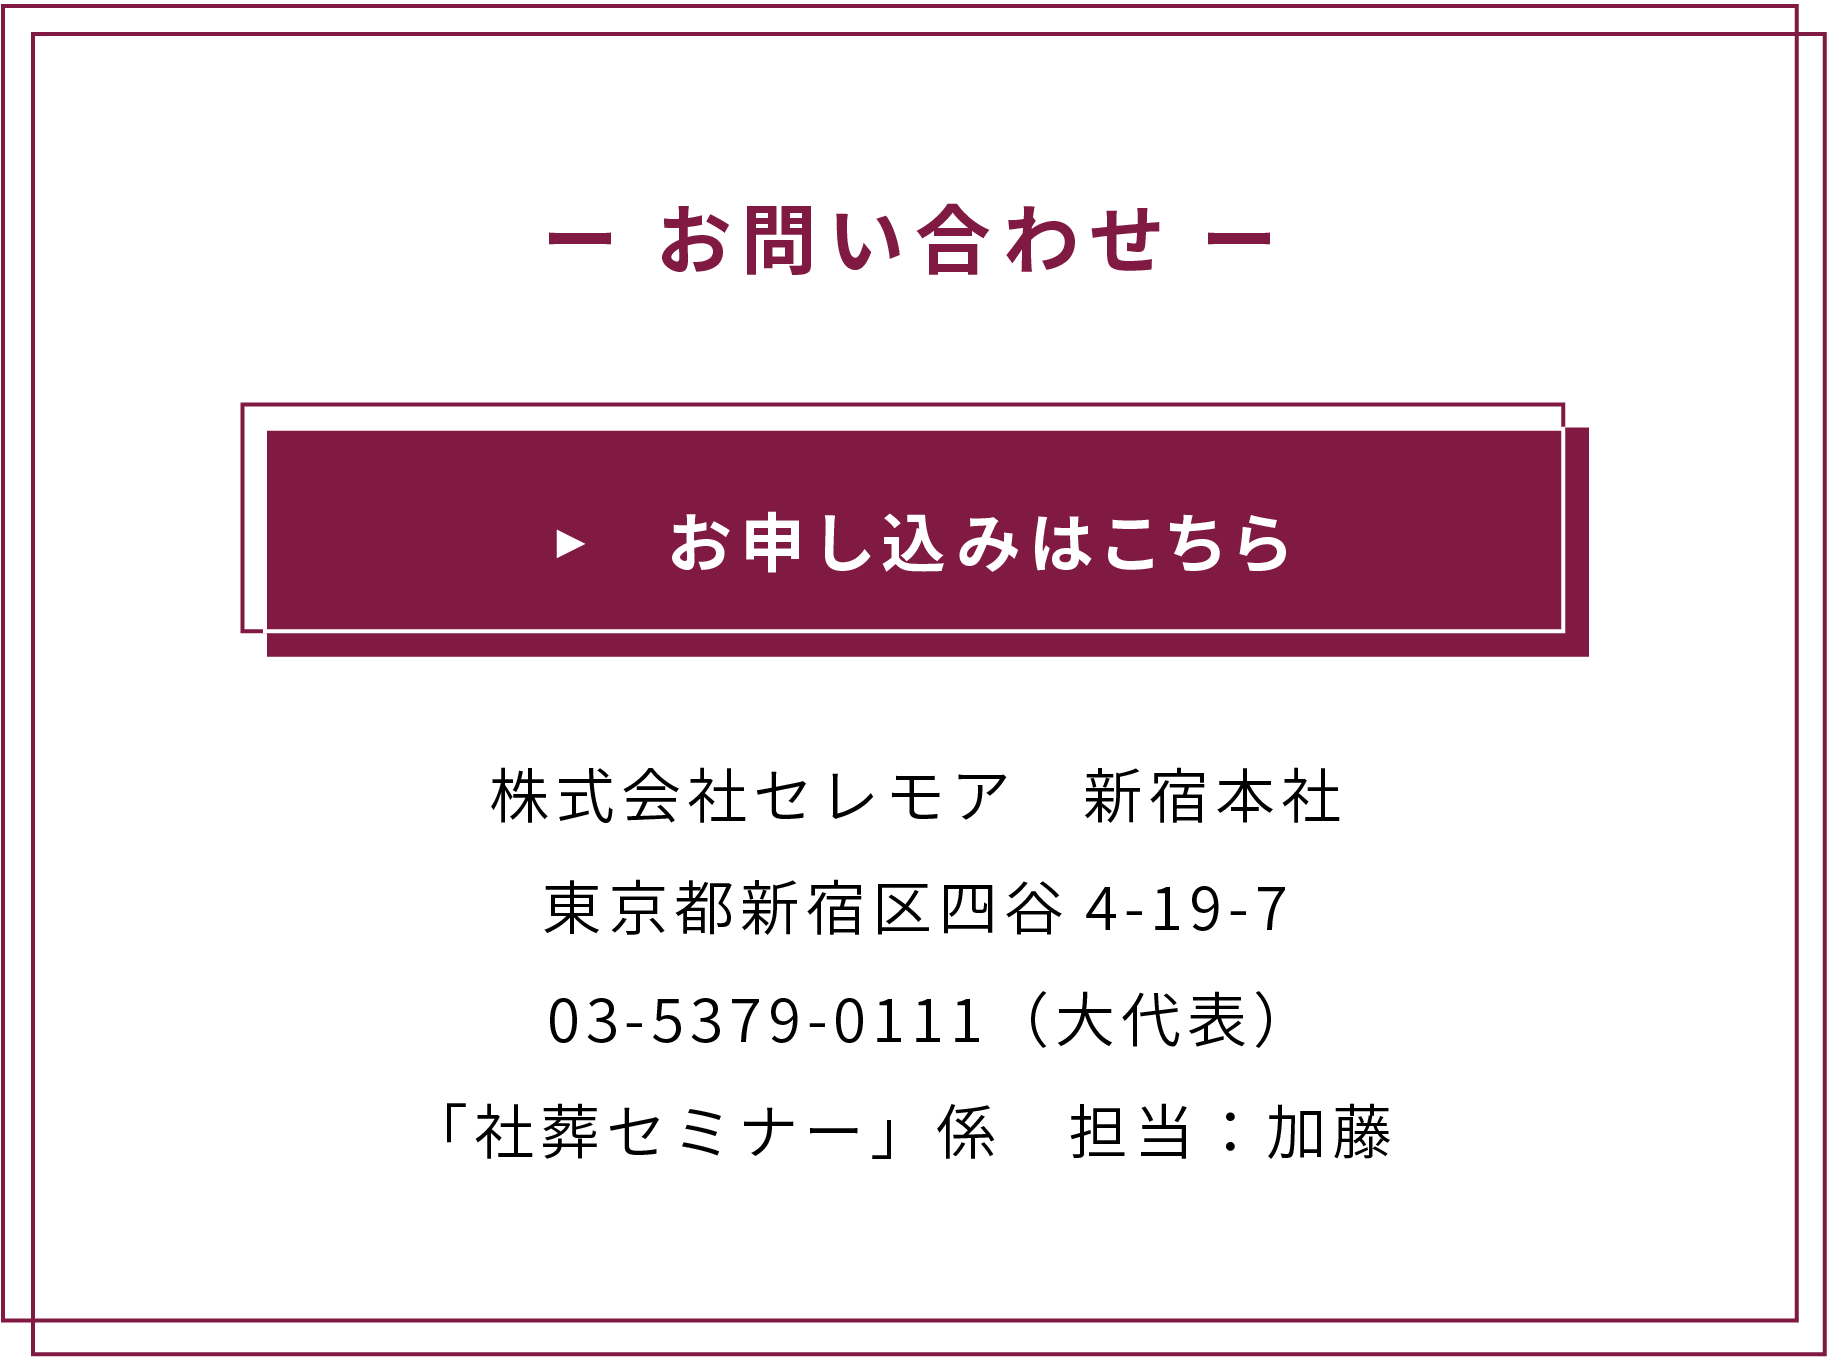 ー お問い合わせ ー
▶ お申し込みはこちら
株式会社セレモア　新宿本社
東京都新宿区四谷 4-19-7
03-5379-0111（大代表）
「社葬セミナー」係　担当：加藤